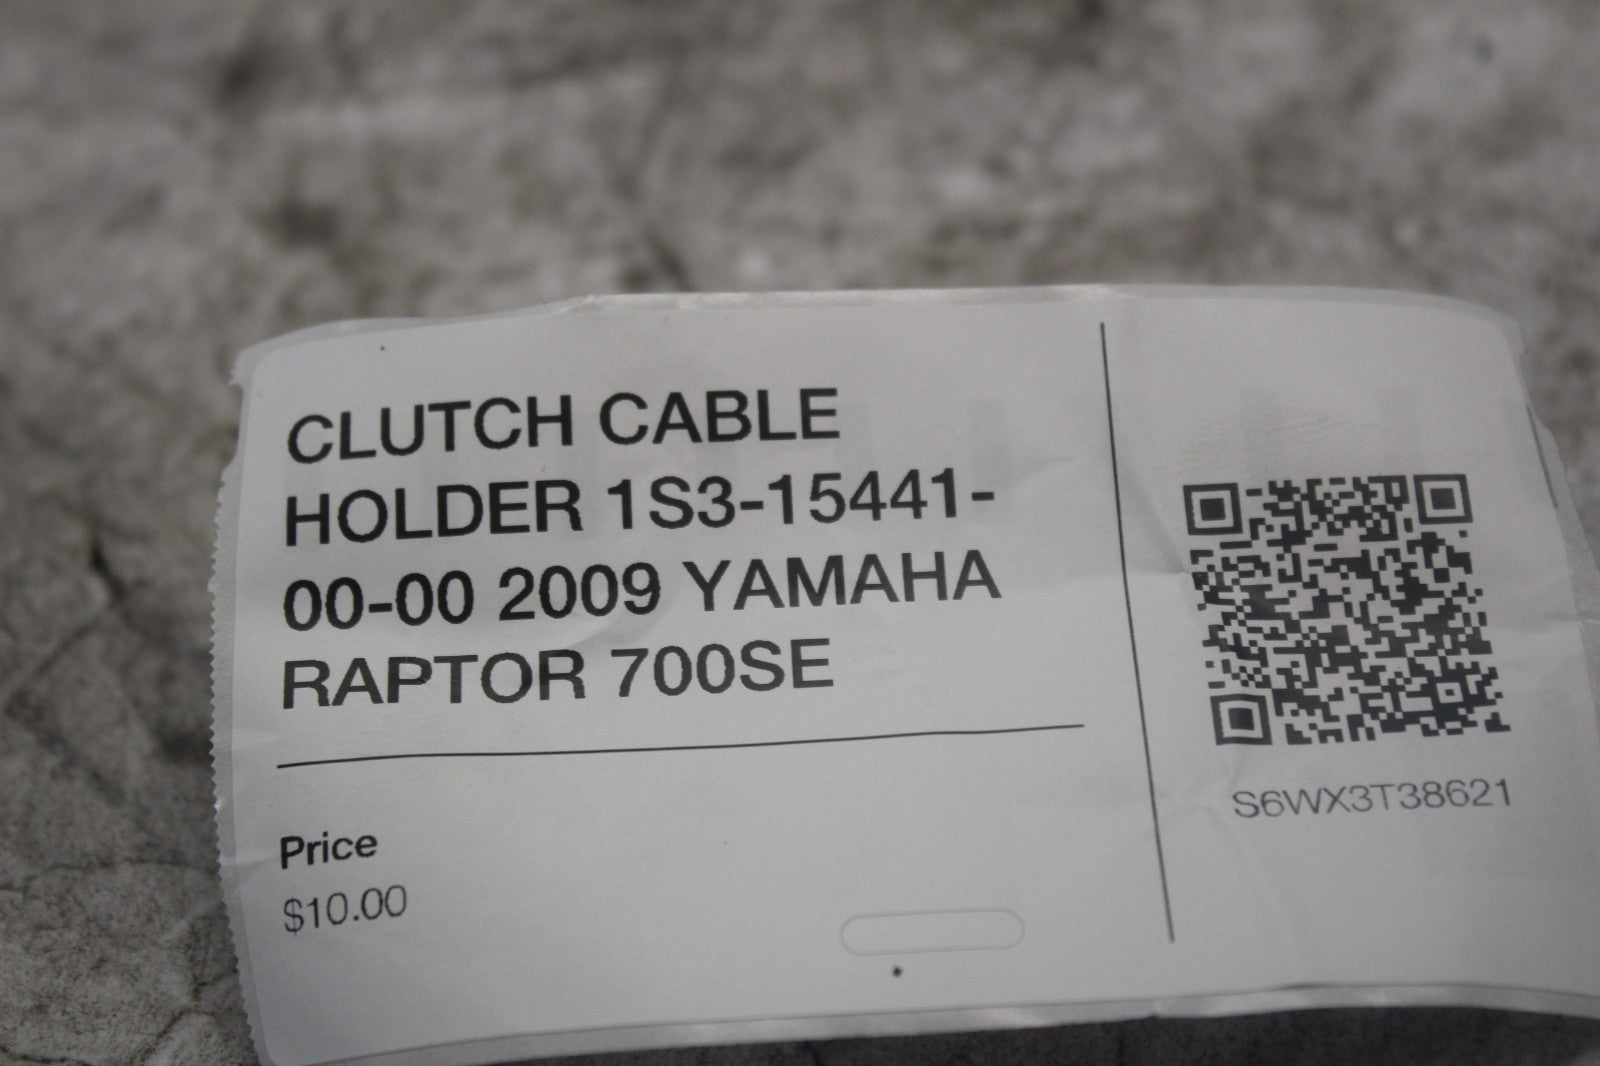 CLUTCH CABLE
HOLDER 1S3-15441-
00-00 2009 YAMAHA
RAPTOR 700SE
Price
$10.00
S6WX3T38621